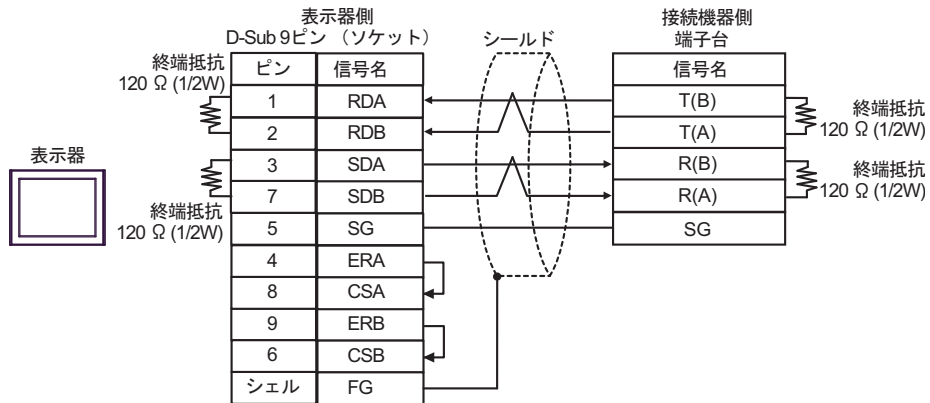 表示器側
D-Sub 9ピン （ソケット）
シールド
接続機器側
端子台
終端抵抗
120 Ω (1/2W)
ピン 信号名
信号名
1 RDA
T(B)
2 RDB
T(A)
終端抵抗
120 Ω (1/2W)
表示器
3 SDA
R(B)
7 SDB
R(A)
終端抵抗
120 Ω (1/2W)
終端抵抗
120 Ω (1/2W)
5 SG
SG
4 ERA
8 CSA
9 ERB
6 CSB
シェル FG